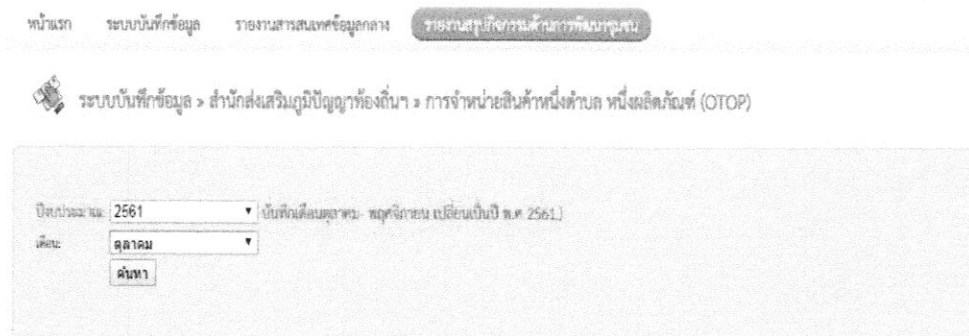 หน้าแรก ระบบบันทึกข้อมูล รายงานสารสนเทศข้อมูลกลาง รายงานสรุปกิจกรรมด้านการพัฒนาชุมชน
ระบบบันทึกข้อมูล » สำนักส่งเสริมภูมิปัญญาท้องถิ่นฯ » การจำหน่ายสินค้าหนึ่งตำบล หนึ่งผลิตภัณฑ์ (OTOP)
ปีงบประมาณ: 2561 บันทึกเดือนตุลาคม- พฤศจิกายน เปลี่ยนเป็นปี พ.ศ 2561.)
เดือน: ตุลาคม
ค้นหา